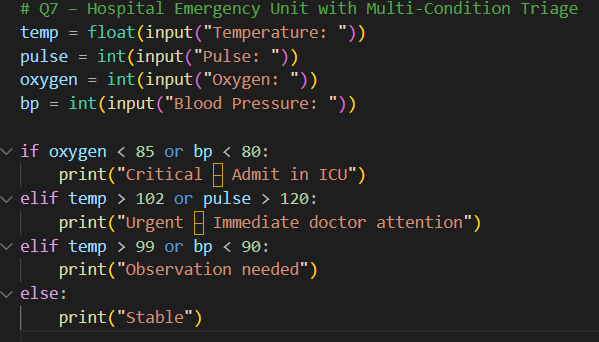 # Q7 – Hospital Emergency Unit with Multi-Condition Triage
temp = float(input("Temperature: "))
pulse = int(input("Pulse: "))
oxygen = int(input("Oxygen: "))
bp = int(input("Blood Pressure: "))

if oxygen < 85 or bp < 80:
    print("Critical – Admit in ICU")
elif temp > 102 or pulse > 120:
    print("Urgent – Immediate doctor attention")
elif temp > 99 or bp < 90:
    print("Observation needed")
else:
    print("Stable")